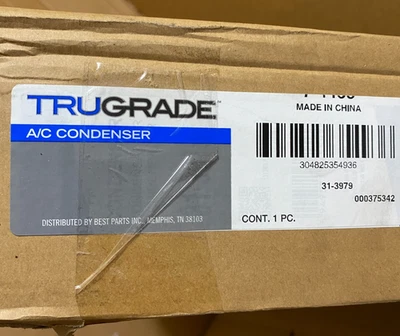 TRUGRADE™
A/C CONDENSER
DISTRIBUTED BY BEST PARTS INC. MEMPHIS, TN 38103
MADE IN CHINA
304825354936
31-3979
000375342
CONT. 1 PC.